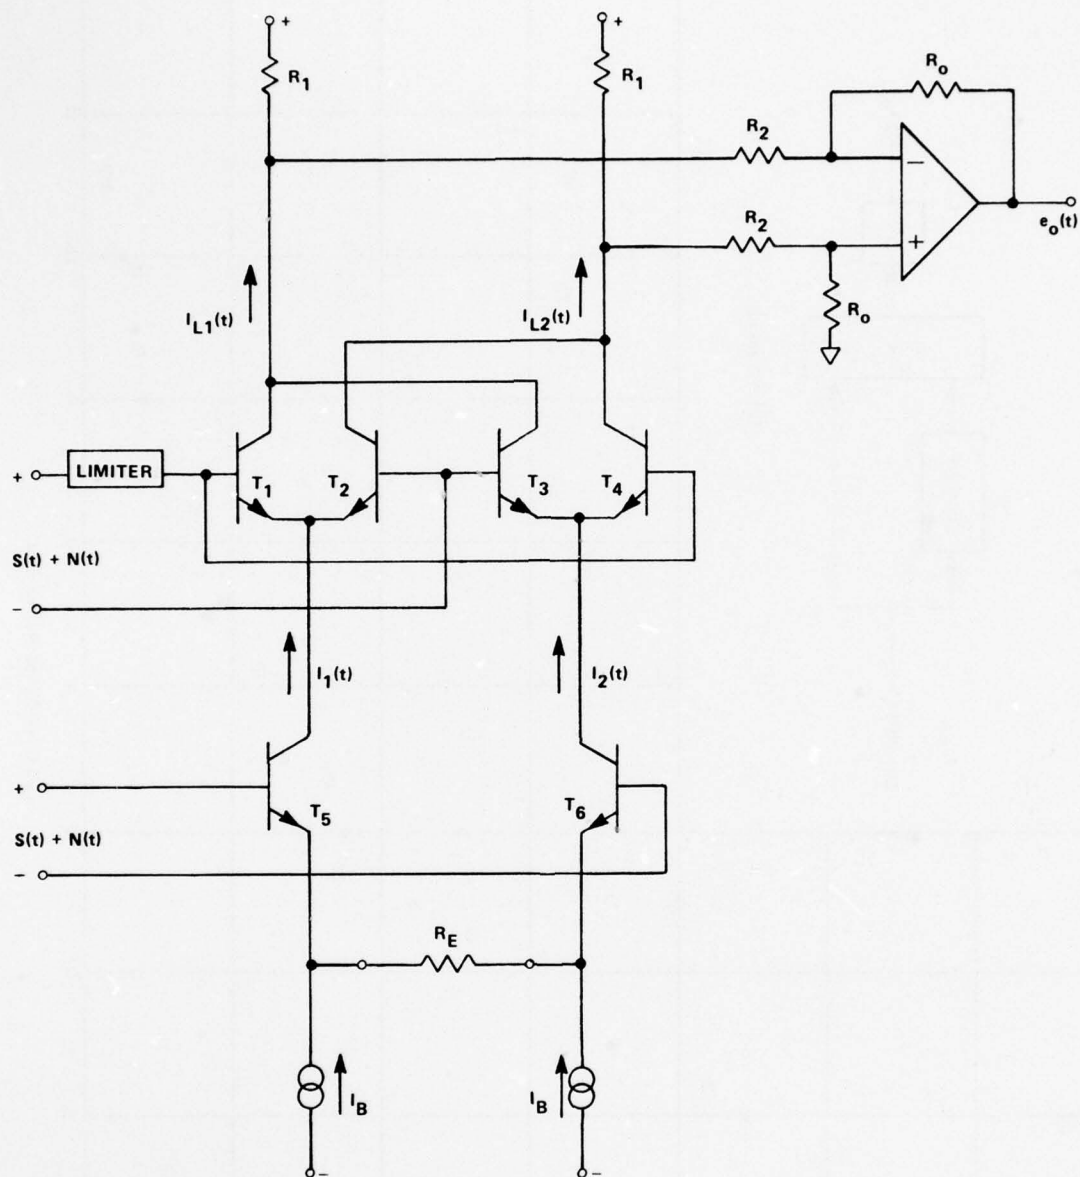 +
+
R1
R1
Ro
R2
−
R2
+
eo(t)
Ro
IL1(t)
IL2(t)
+
LIMITER
T1
T2
T3
T4
S(t) + N(t)
−
I1(t)
I2(t)
+
T5
T6
S(t) + N(t)
−
RE
IB
IB
−
−